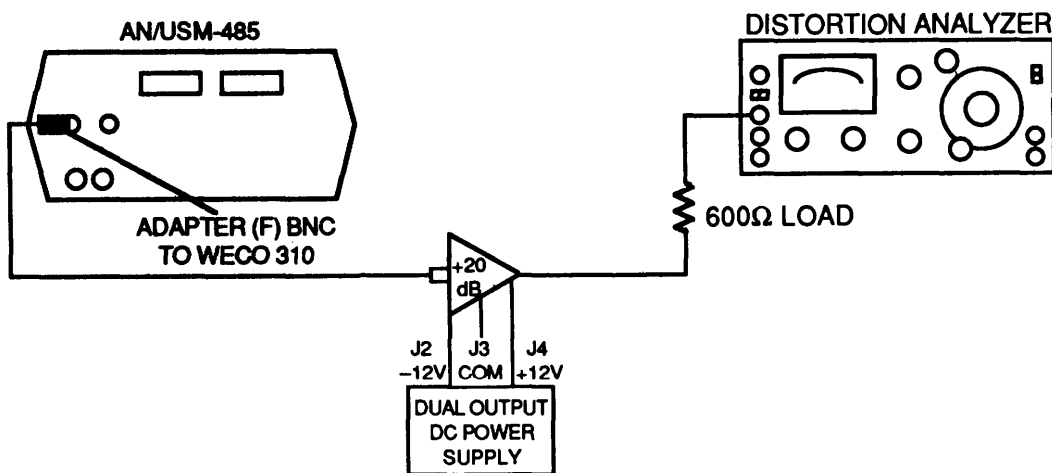 AN/USM-485
DISTORTION ANALYZER
ADAPTER (F) BNC
TO WECO 310
600Ω LOAD
+20
dB
J2 J3 J4
–12V COM +12V
DUAL OUTPUT
DC POWER
SUPPLY